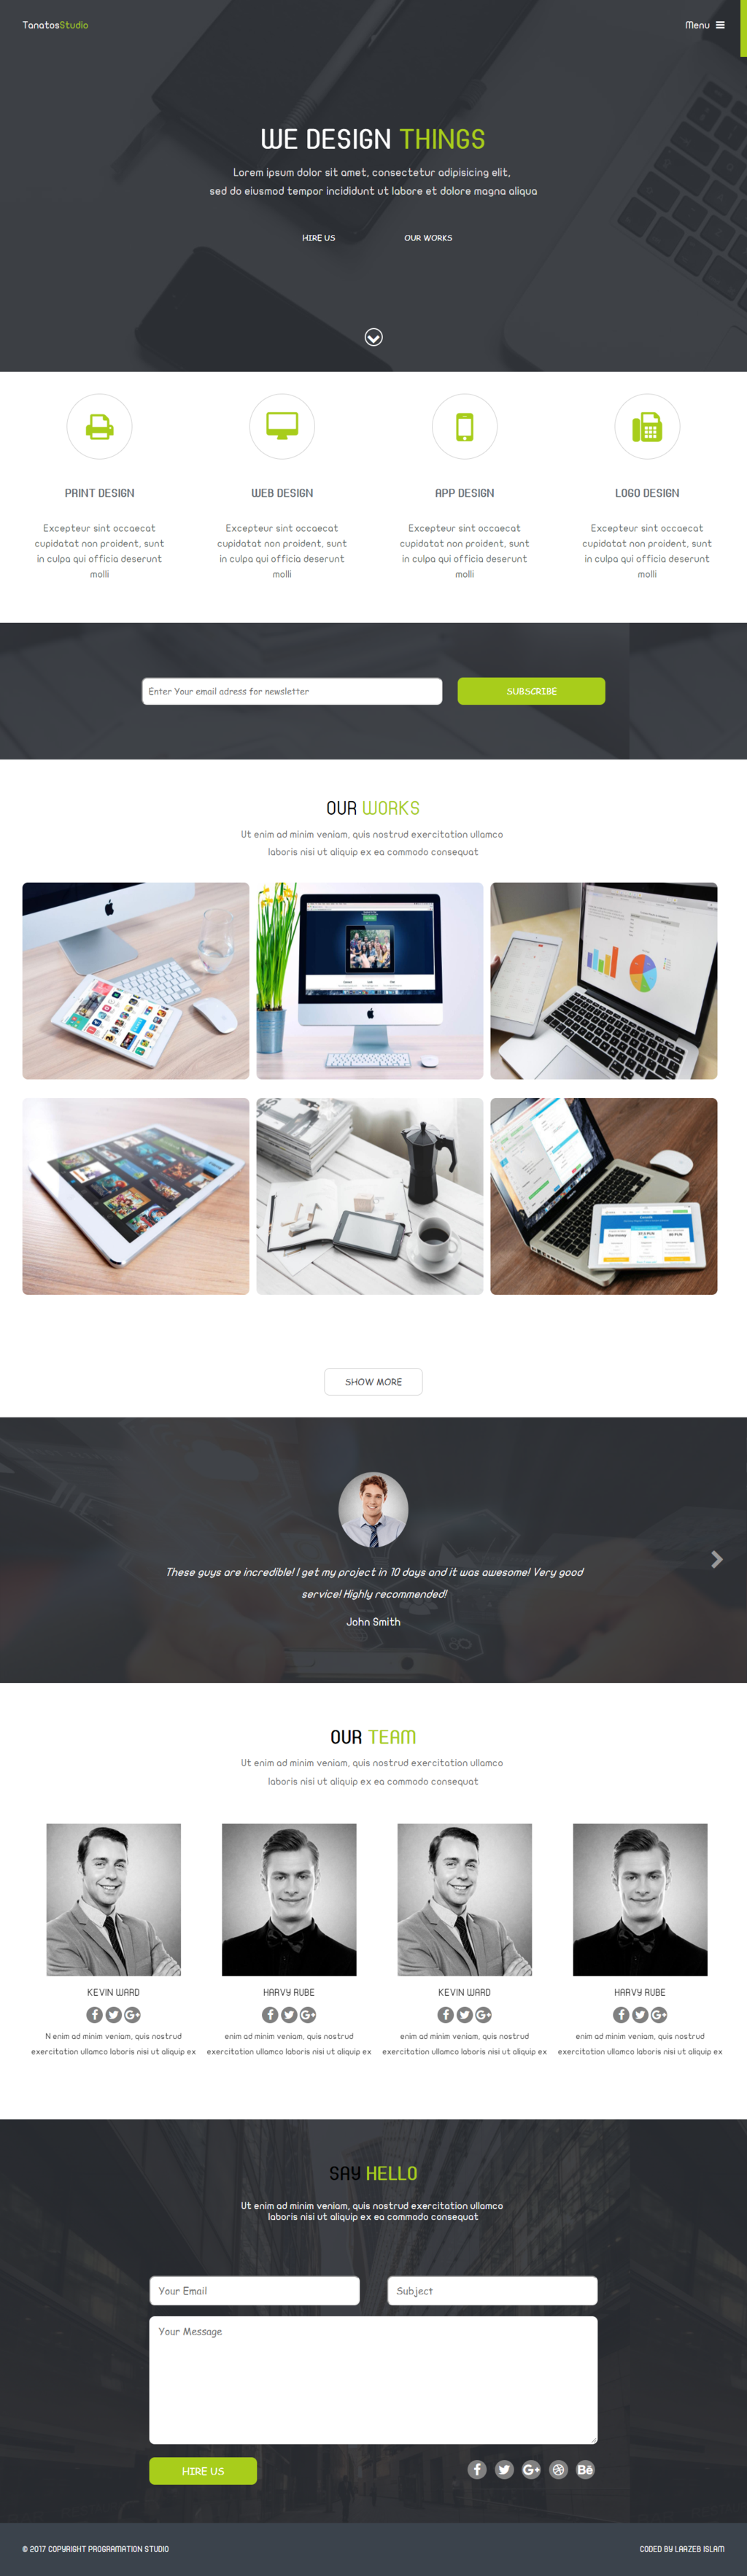 TanatosStudio
Menu
WE DESIGN THINGS
Lorem ipsum dolor sit amet, consectetur adipisicing elit,
sed do eiusmod tempor incididunt ut labore et dolore magna aliqua
HIRE US
OUR WORKS
PRINT DESIGN
Excepteur sint occaecat
cupidatat non proident, sunt
in culpa qui officia deserunt
molli
WEB DESIGN
Excepteur sint occaecat
cupidatat non proident, sunt
in culpa qui officia deserunt
molli
APP DESIGN
Excepteur sint occaecat
cupidatat non proident, sunt
in culpa qui officia deserunt
molli
LOGO DESIGN
Excepteur sint occaecat
cupidatat non proident, sunt
in culpa qui officia deserunt
molli
Enter Your email adress for newsletter
SUBSCRIBE
OUR WORKS
Ut enim ad minim veniam, quis nostrud exercitation ullamco
laboris nisi ut aliquip ex ea commodo consequat
SHOW MORE
These guys are incredible! I get my project in 10 days and it was awesome! Very good
service! Highly recommended!
John Smith
OUR TEAM
Ut enim ad minim veniam, quis nostrud exercitation ullamco
laboris nisi ut aliquip ex ea commodo consequat
KEVIN WARD
N enim ad minim veniam, quis nostrud
exercitation ullamco laboris nisi ut aliquip ex
HARVY RUBE
enim ad minim veniam, quis nostrud
exercitation ullamco laboris nisi ut aliquip ex
KEVIN WARD
enim ad minim veniam, quis nostrud
exercitation ullamco laboris nisi ut aliquip ex
HARVY RUBE
enim ad minim veniam, quis nostrud
exercitation ullamco laboris nisi ut aliquip ex
SAY HELLO
Ut enim ad minim veniam, quis nostrud exercitation ullamco
laboris nisi ut aliquip ex ea commodo consequat
Your Email
Subject
Your Message
HIRE US
© 2017 COPYRIGHT PROGRAMATION STUDIO
CODED BY LARZEB ISLAM